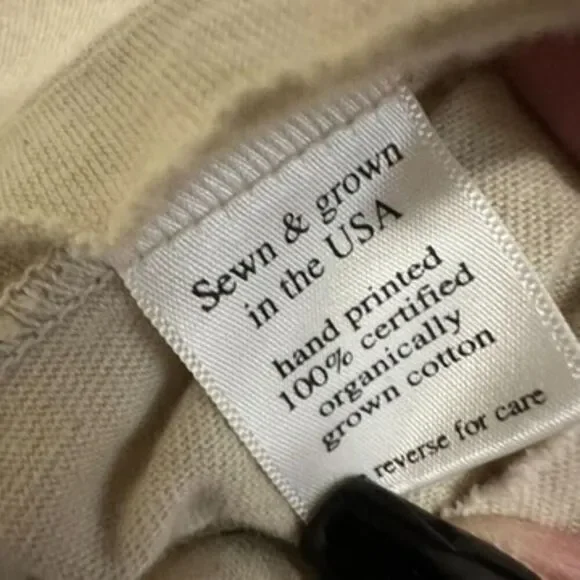 Sewn & grown
in the USA
hand printed
100% certified
organically
grown cotton
reverse for care